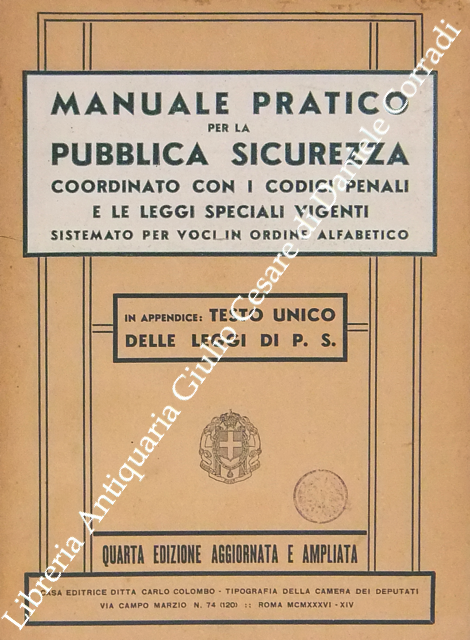 MANUALE PRATICO
PER LA
PUBBLICA SICUREZZA
COORDINATO CON I CODICI PENALI
E LE LEGGI SPECIALI VIGENTI
SISTEMATO PER VOCI IN ORDINE ALFABETICO
IN APPENDICE: TESTO UNICO
DELLE LEGGI DI P. S.
QUARTA EDIZIONE AGGIORNATA E AMPLIATA
CASA EDITRICE DITTA CARLO COLOMBO - TIPOGRAFIA DELLA CAMERA DEI DEPUTATI
VIA CAMPO MARZIO N. 74 (120) :: ROMA MCMXXXVI - XIV
Libreria Antiquaria Giulio Cesare di Daniele Corradi